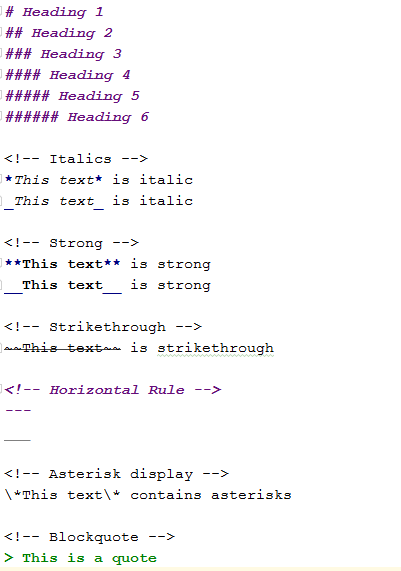 # Heading 1
## Heading 2
### Heading 3
#### Heading 4
##### Heading 5
###### Heading 6
<!-- Italics -->
*This text* is italic
_This text_ is italic
<!-- Strong -->
**This text** is strong
__This text__ is strong
<!-- Strikethrough -->
~~This text~~ is strikethrough
<!-- Horizontal Rule -->
---
___
<!-- Asterisk display -->
\*This text\* contains asterisks
<!-- Blockquote -->
> This is a quote